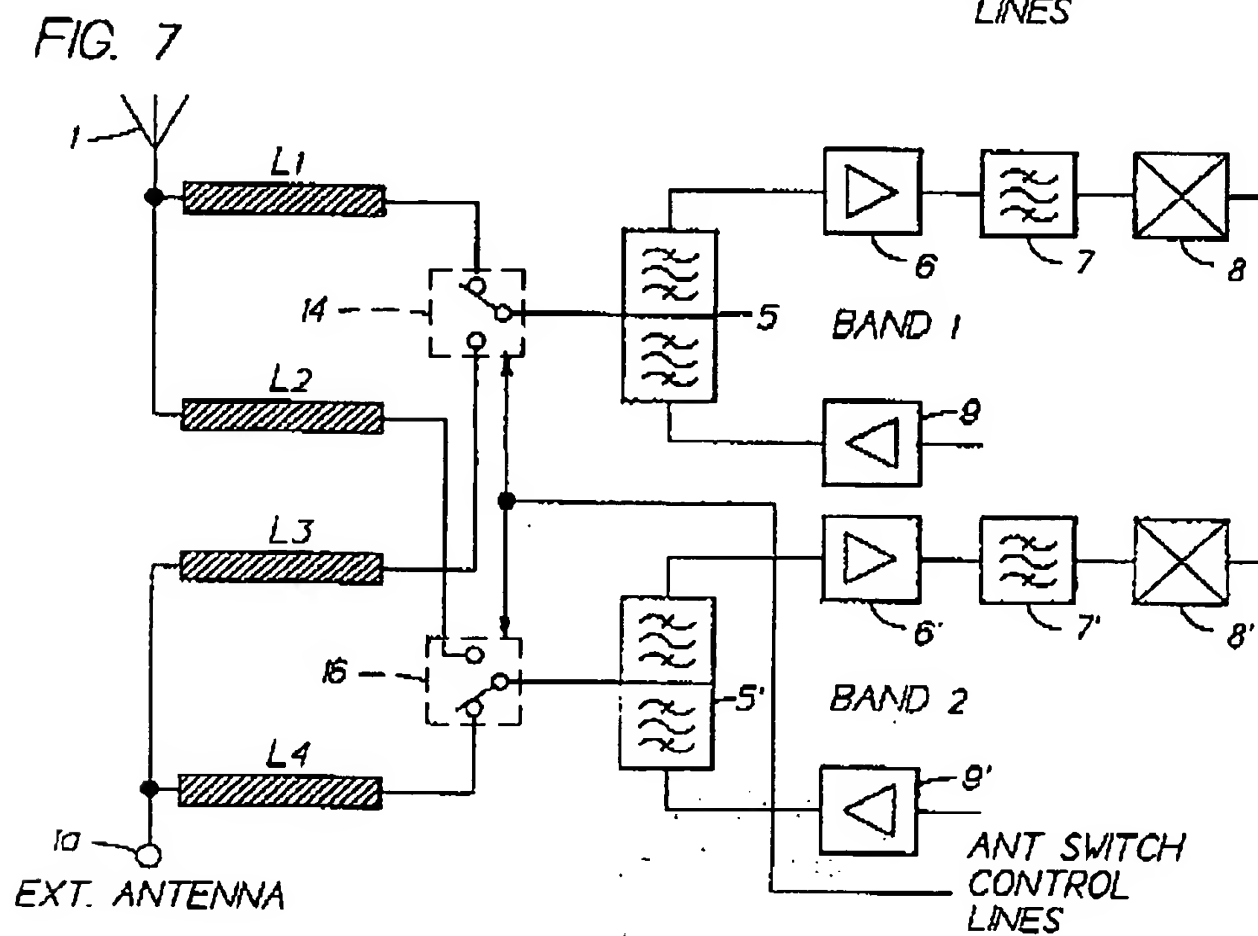 LINES
FIG. 7
1
L1
14
L2
L3
16
L4
1a
EXT. ANTENNA
5
6
7
8
BAND 1
9
5'
6'
7'
8'
BAND 2
9'
ANT SWITCH
CONTROL
LINES